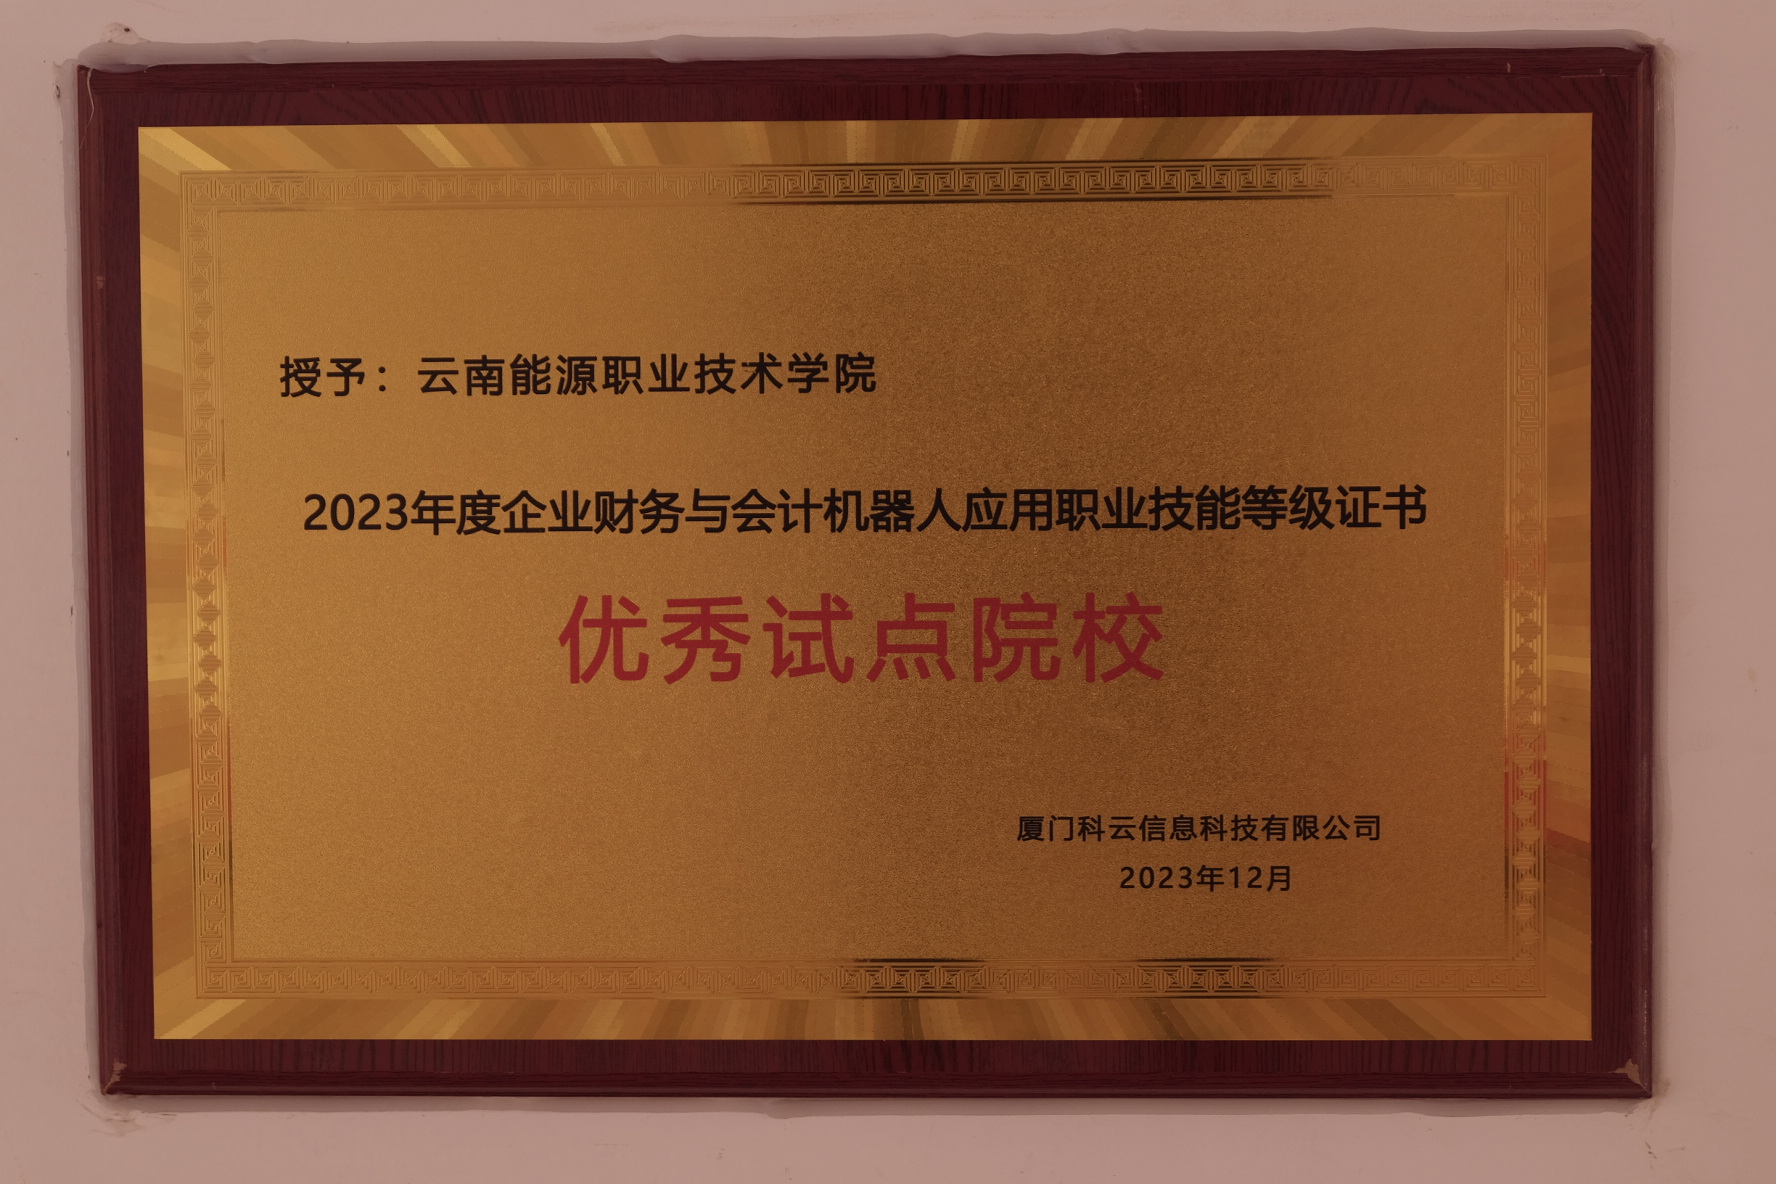 授予：云南能源职业技术学院
2023年度企业财务与会计机器人应用职业技能等级证书
优秀试点院校
厦门科云信息科技有限公司
2023年12月